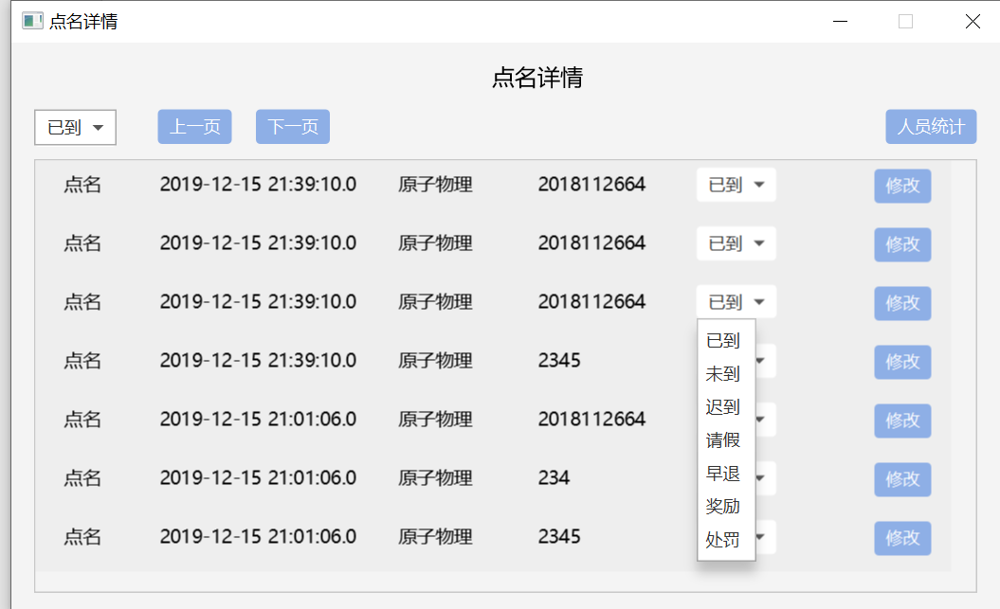 点名详情
点名详情
已到 上一页 下一页 人员统计
点名 2019-12-15 21:39:10.0 原子物理 2018112664 已到 修改
点名 2019-12-15 21:39:10.0 原子物理 2018112664 已到 修改
点名 2019-12-15 21:39:10.0 原子物理 2018112664 已到 修改
已到
点名 2019-12-15 21:39:10.0 原子物理 2345 修改
未到
迟到
点名 2019-12-15 21:01:06.0 原子物理 2018112664 修改
请假
早退
点名 2019-12-15 21:01:06.0 原子物理 234 修改
奖励
点名 2019-12-15 21:01:06.0 原子物理 2345 修改
处罚